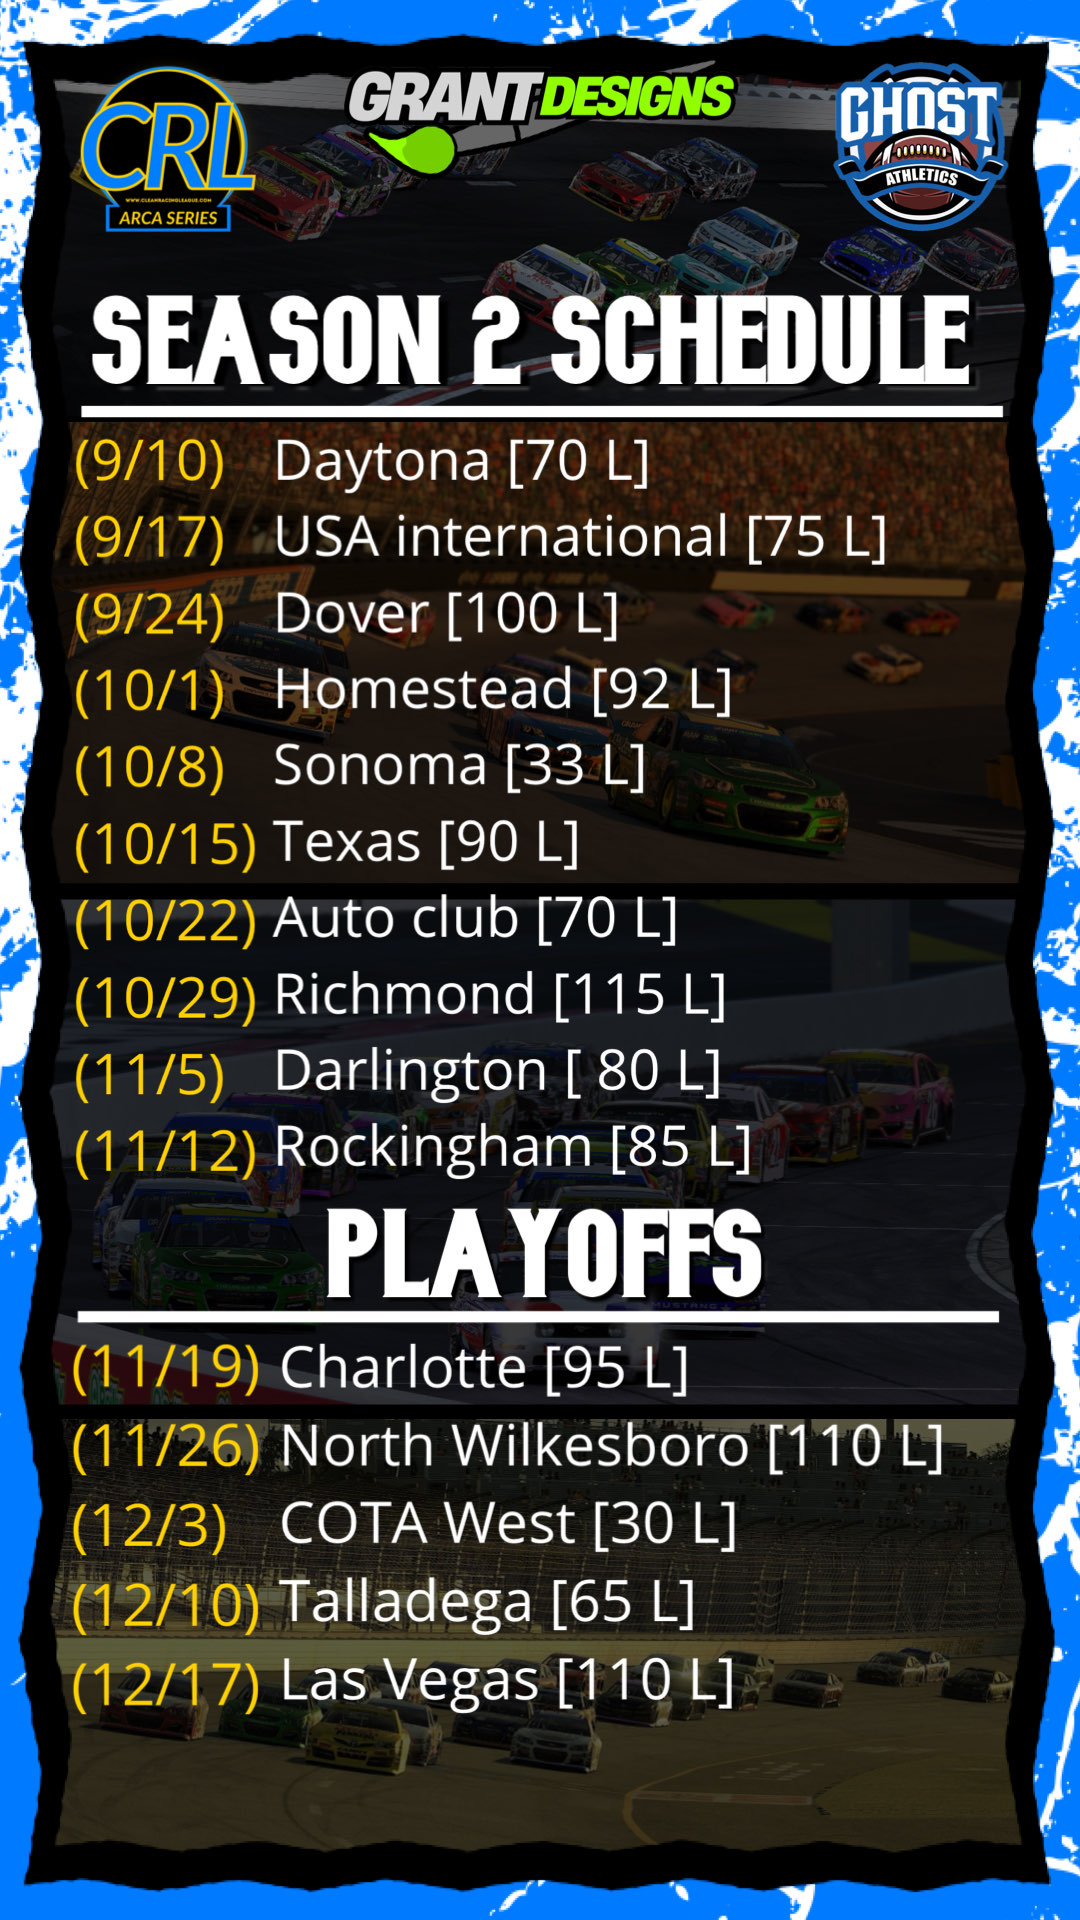 CRL
WWW.CLEANRACINGLEAGUE.COM
ARCA SERIES
GRANTDESIGNS
GHOST
ATHLETICS
SEASON 2 SCHEDULE
(9/10) Daytona [70 L]
(9/17) USA international [75 L]
(9/24) Dover [100 L]
(10/1) Homestead [92 L]
(10/8) Sonoma [33 L]
(10/15) Texas [90 L]
(10/22) Auto club [70 L]
(10/29) Richmond [115 L]
(11/5) Darlington [ 80 L]
(11/12) Rockingham [85 L]
PLAYOFFS
(11/19) Charlotte [95 L]
(11/26) North Wilkesboro [110 L]
(12/3) COTA West [30 L]
(12/10) Talladega [65 L]
(12/17) Las Vegas [110 L]